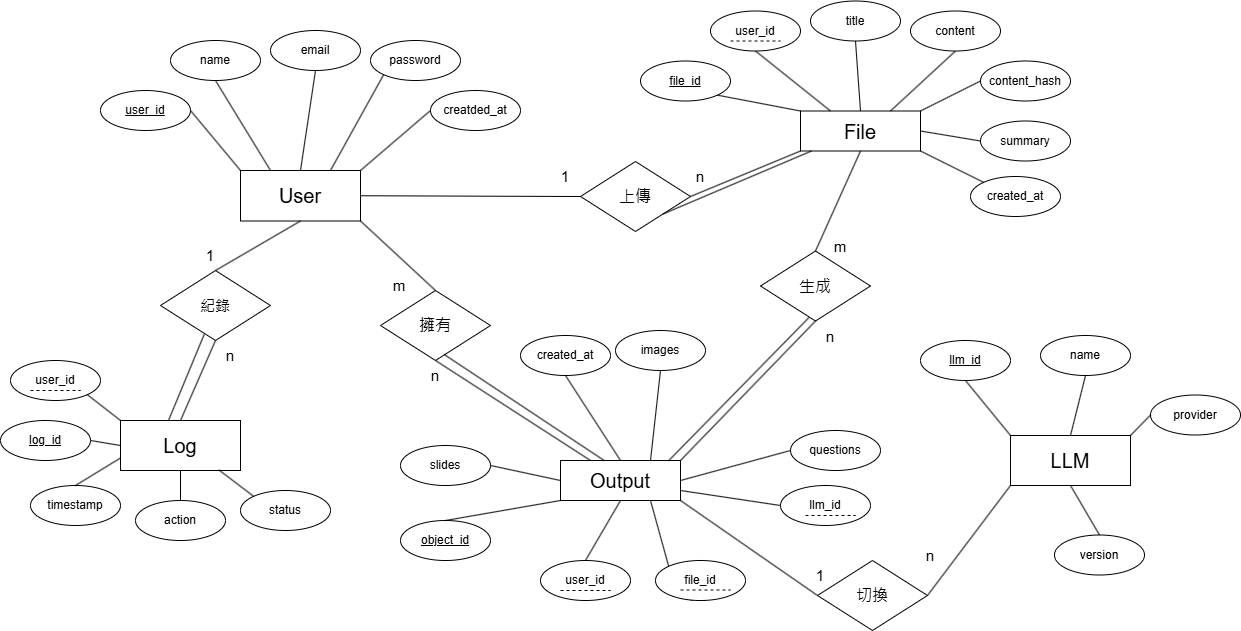 user_id
name
email
password
creatded_at
User
file_id
user_id
title
content
content_hash
summary
created_at
File
1
上傳
n
1
紀錄
n
m
擁有
n
m
生成
n
user_id
log_id
timestamp
action
status
Log
created_at
images
slides
object_id
user_id
file_id
llm_id
questions
Output
llm_id
name
provider
version
LLM
1
切換
n